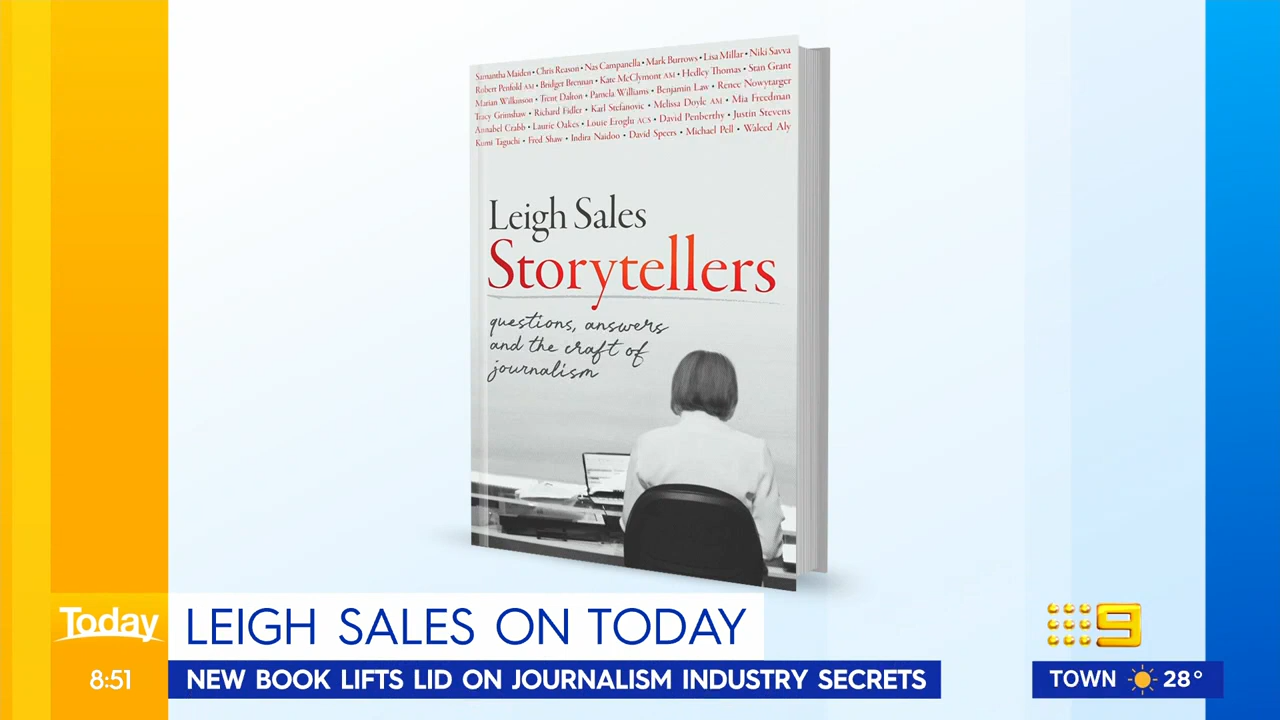 Samantha Maiden • Chris Reason • Nas Campanella • Mark Burrows • Lisa Millar • Niki Savva
Robert Penfold AM • Bridget Brennan • Kate McClymont AM • Hedley Thomas • Stan Grant
Marian Wilkinson • Trent Dalton • Pamela Williams • Benjamin Law • Renee Nowytarger
Tracy Grimshaw • Richard Fidler • Karl Stefanovic • Melissa Doyle AM • Mia Freedman
Annabel Crabb • Laurie Oakes • Louie Eroglu ACS • David Penberthy • Justin Stevens
Kumi Taguchi • Fred Shaw • Indira Naidoo • David Speers • Michael Pell • Waleed Aly
Leigh Sales
Storytellers
questions, answers
and the craft of
journalism
Today
LEIGH SALES ON TODAY
9
8:51
NEW BOOK LIFTS LID ON JOURNALISM INDUSTRY SECRETS
TOWN 28°